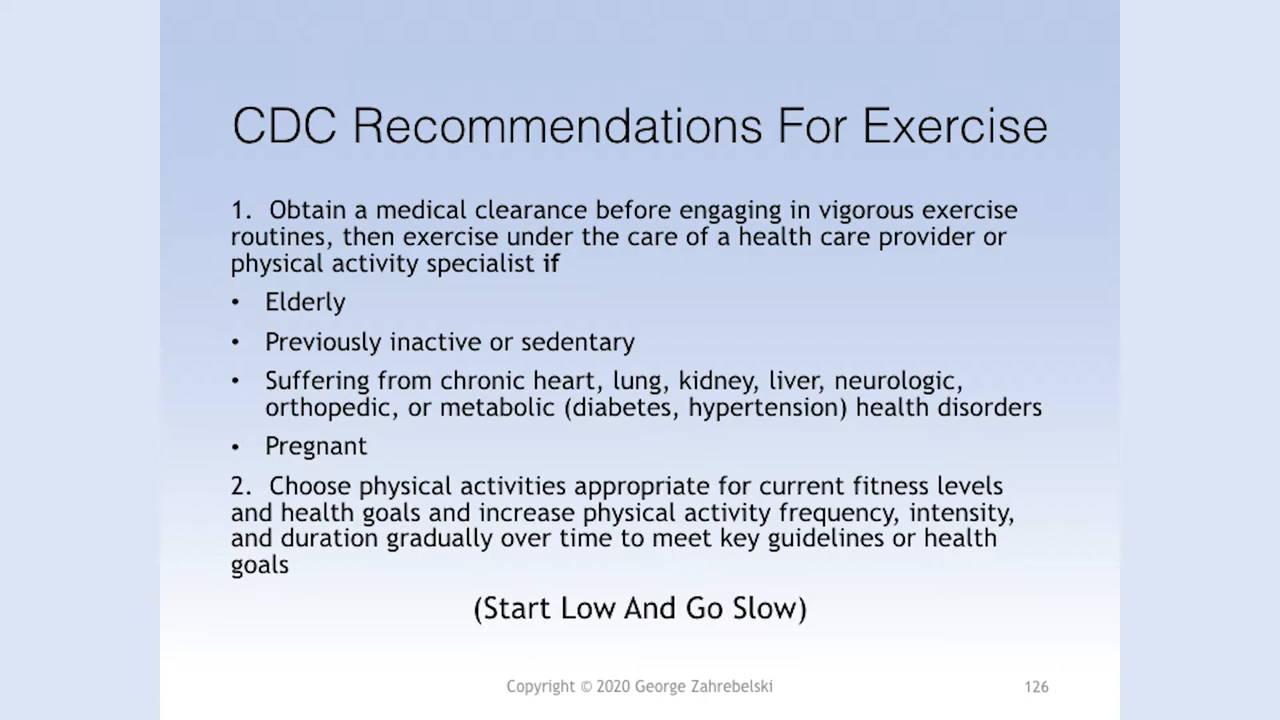 CDC Recommendations For Exercise
1. Obtain a medical clearance before engaging in vigorous exercise
routines, then exercise under the care of a health care provider or
physical activity specialist if
• Elderly
• Previously inactive or sedentary
• Suffering from chronic heart, lung, kidney, liver, neurologic,
orthopedic, or metabolic (diabetes, hypertension) health disorders
• Pregnant
2. Choose physical activities appropriate for current fitness levels
and health goals and increase physical activity frequency, intensity,
and duration gradually over time to meet key guidelines or health
goals
(Start Low And Go Slow)
Copyright © 2020 George Zahrebelski
126